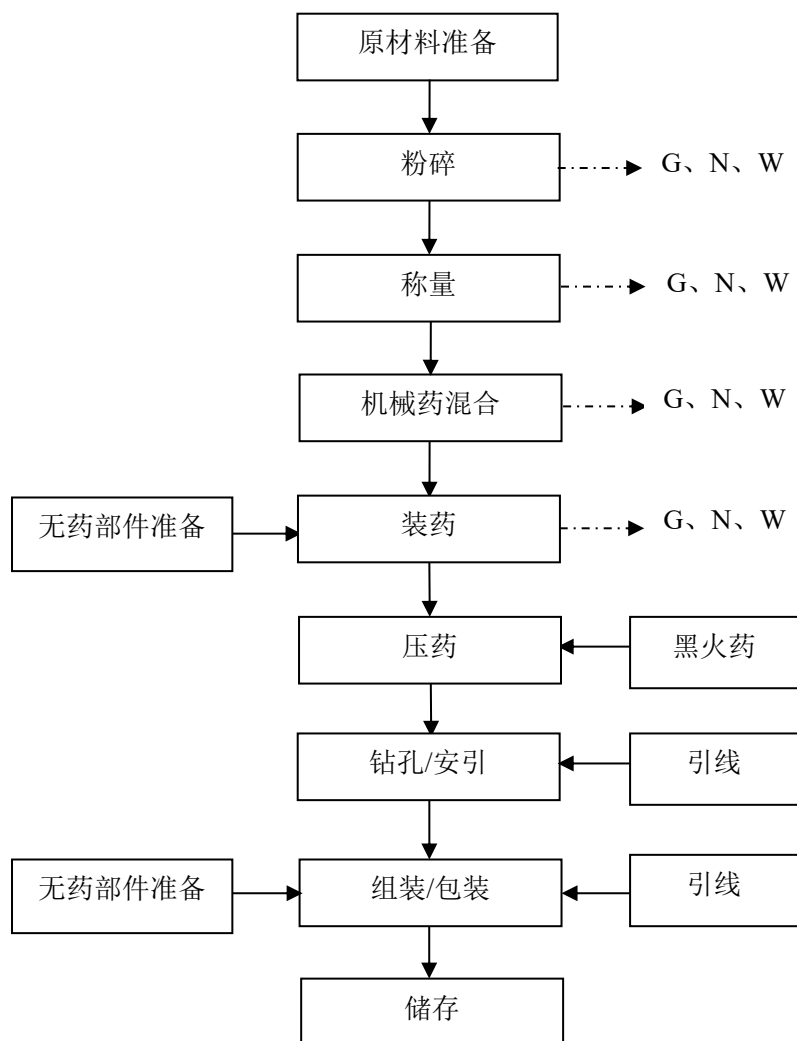 原材料准备
粉碎
G、N、W
称量
G、N、W
机械药混合
G、N、W
无药部件准备
装药
G、N、W
压药
黑火药
钻孔/安引
引线
无药部件准备
组装/包装
引线
储存